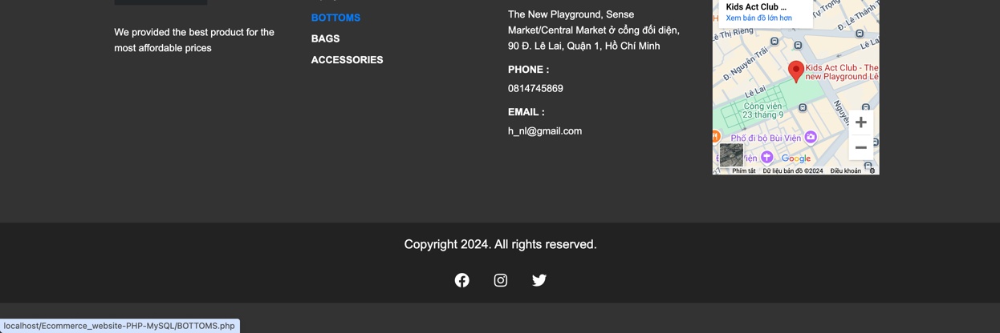 We provided the best product for the
most affordable prices
BOTTOMS
BAGS
ACCESSORIES
The New Playground, Sense
Market/Central Market ở cổng đối diện,
90 Đ. Lê Lai, Quận 1, Hồ Chí Minh
PHONE :
0814745869
EMAIL :
h_nl@gmail.com
Kids Act Club ...
Xem bản đồ lớn hơn
Lê Thị Riêng
Đ. Nguyễn Trãi
Lê Lai
Kids Act Club - The
new Playground Lê
Công viên
23 tháng 9
Phố đi bộ Bùi Viện
Google
Phím tắt
Dữ liệu bản đồ ©2024
Điều khoản
Copyright 2024. All rights reserved.
localhost/Ecommerce_website-PHP-MySQL/BOTTOMS.php